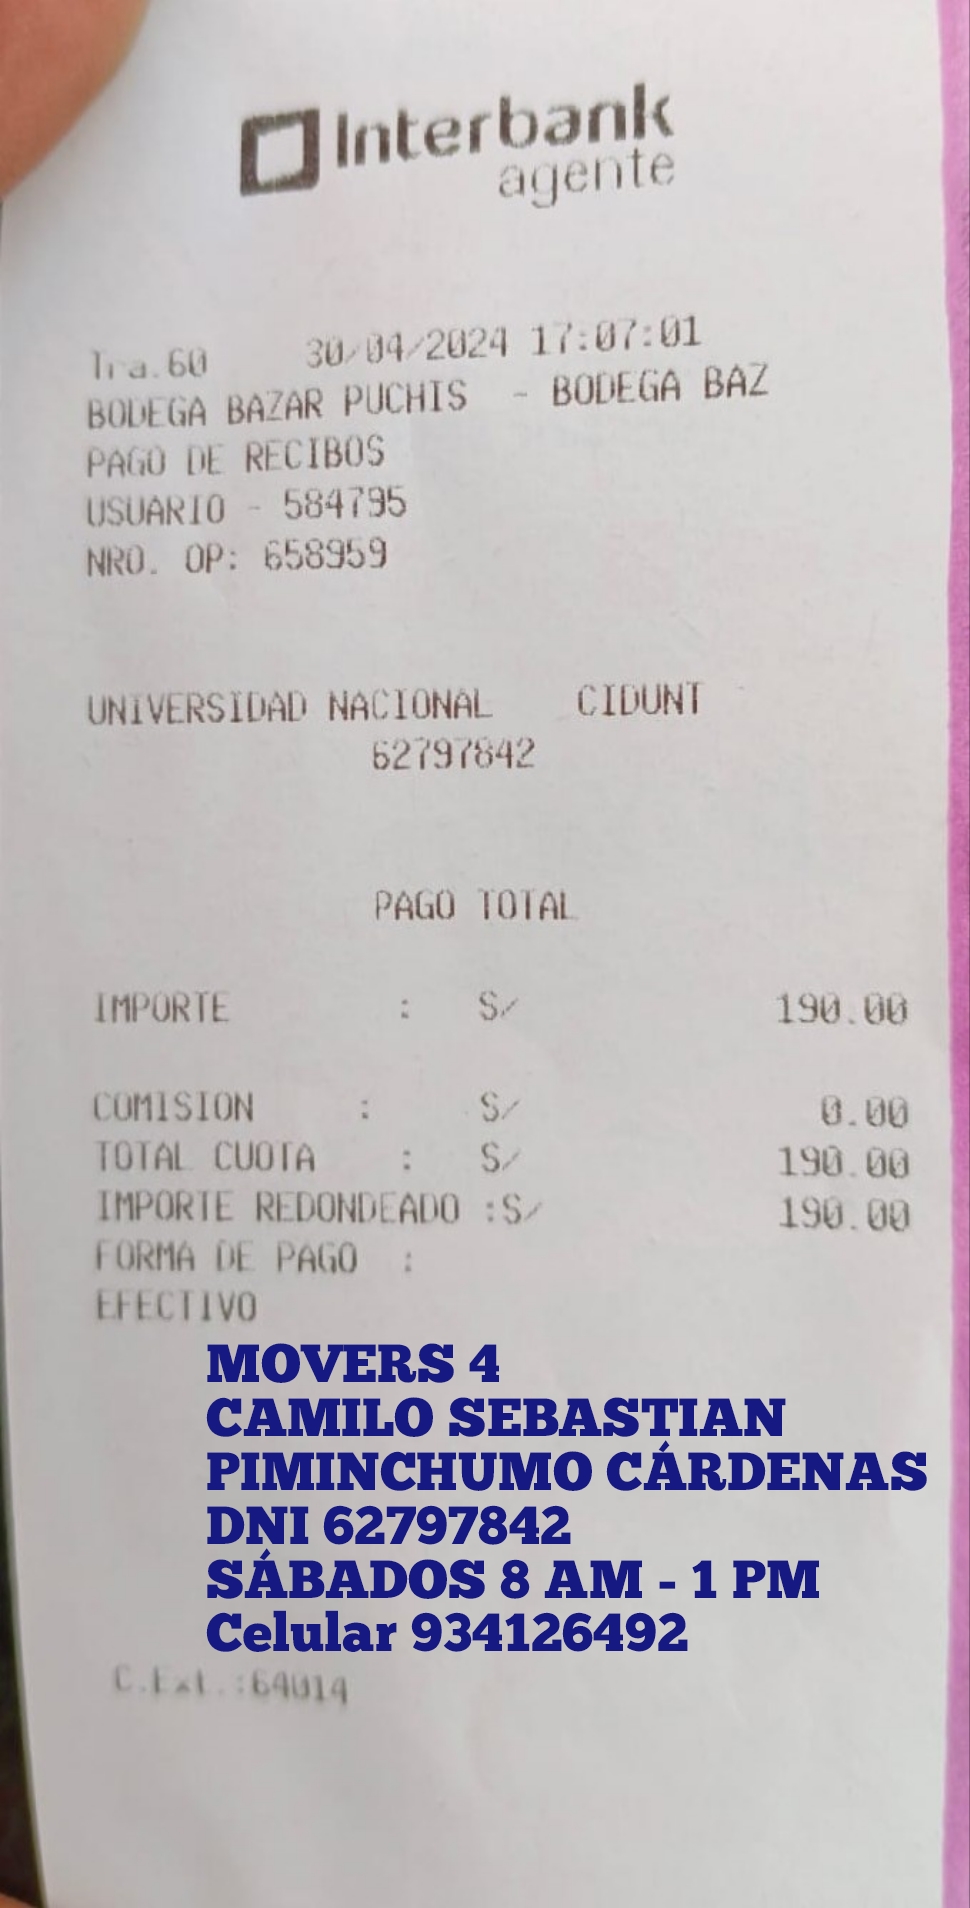 Interbank
agente
Tra.60 30/04/2024 17:07:01
BODEGA BAZAR PUCHIS - BODEGA BAZ
PAGO DE RECIBOS
USUARIO - 584795
NRO. OP: 658959
UNIVERSIDAD NACIONAL CIDUNT
62797842
PAGO TOTAL
IMPORTE : S/ 190.00
COMISION : S/ 0.00
TOTAL CUOTA : S/ 190.00
IMPORTE REDONDEADO :S/ 190.00
FORMA DE PAGO :
EFECTIVO
MOVERS 4
CAMILO SEBASTIAN
PIMINCHUMO CÁRDENAS
DNI 62797842
SÁBADOS 8 AM - 1 PM
Celular 934126492
C.Ext.:64014